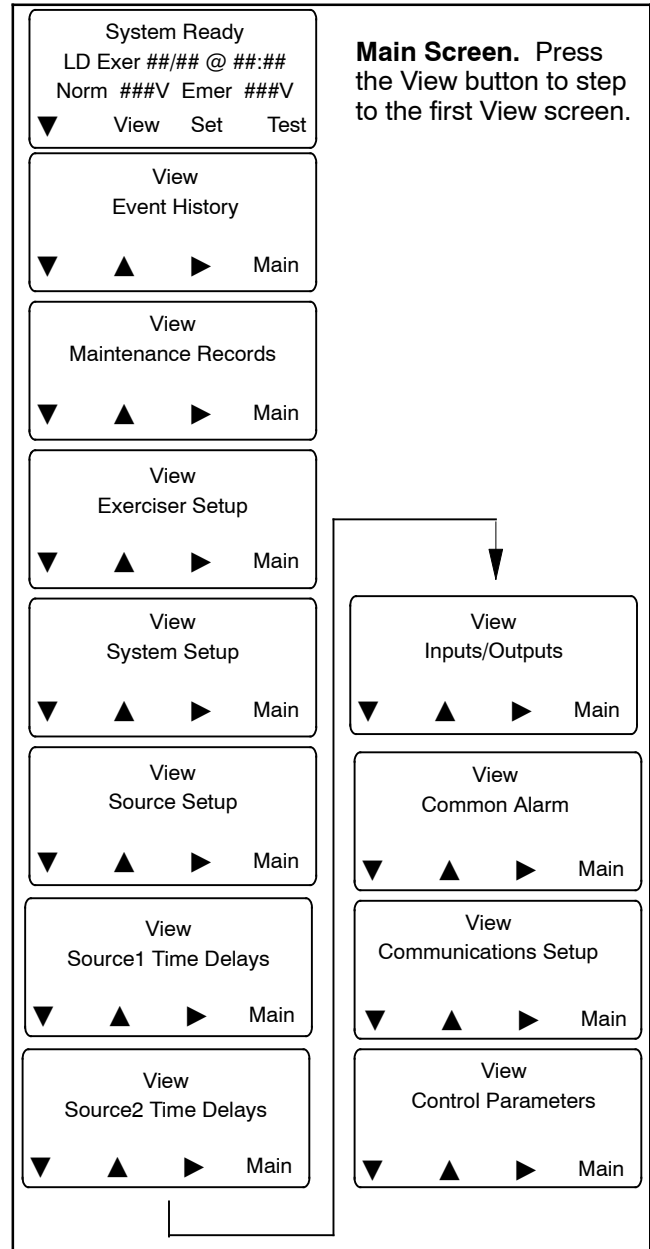 System Ready
LD Exer ##/## @ ##:##
Norm ###V Emer ###V
▼ View Set Test
Main Screen. Press
the View button to step
to the first View screen.
View
Event History
▼ ▲ ► Main
View
Maintenance Records
▼ ▲ ► Main
View
Exerciser Setup
▼ ▲ ► Main
View
System Setup
▼ ▲ ► Main
View
Source Setup
▼ ▲ ► Main
View
Source1 Time Delays
▼ ▲ ► Main
View
Source2 Time Delays
▼ ▲ ► Main
View
Inputs/Outputs
▼ ▲ ► Main
View
Common Alarm
▼ ▲ ► Main
View
Communications Setup
▼ ▲ ► Main
View
Control Parameters
▼ ▲ ► Main